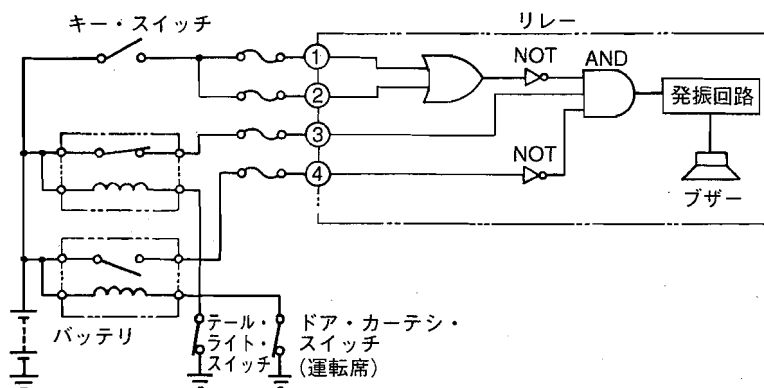 キー・スイッチ
リレー
①
NOT
AND
②
発振回路
③
NOT
④
ブザー
バッテリ
テール・
ライト・
スイッチ
ドア・カーテシ・
スイッチ
(運転席)